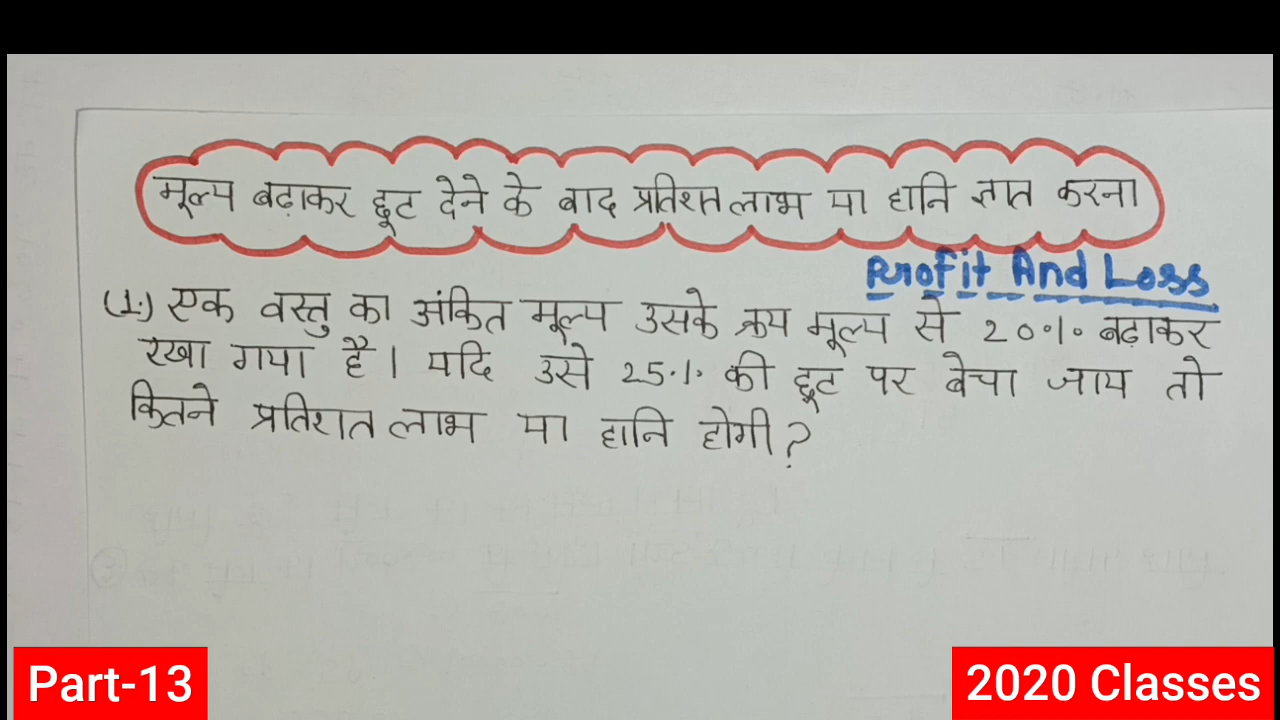 मूल्य बढ़ाकर छूट देने के बाद प्रतिशत लाभ या हानि ज्ञात करना
Profit And Loss
(1.) एक वस्तु का अंकित मूल्य उसके क्रय मूल्य से 20% बढ़ाकर
रखा गया है। यदि उसे 25% की छूट पर बेचा जाय तो
कितने प्रतिशत लाभ या हानि होगी?
Part-13
2020 Classes